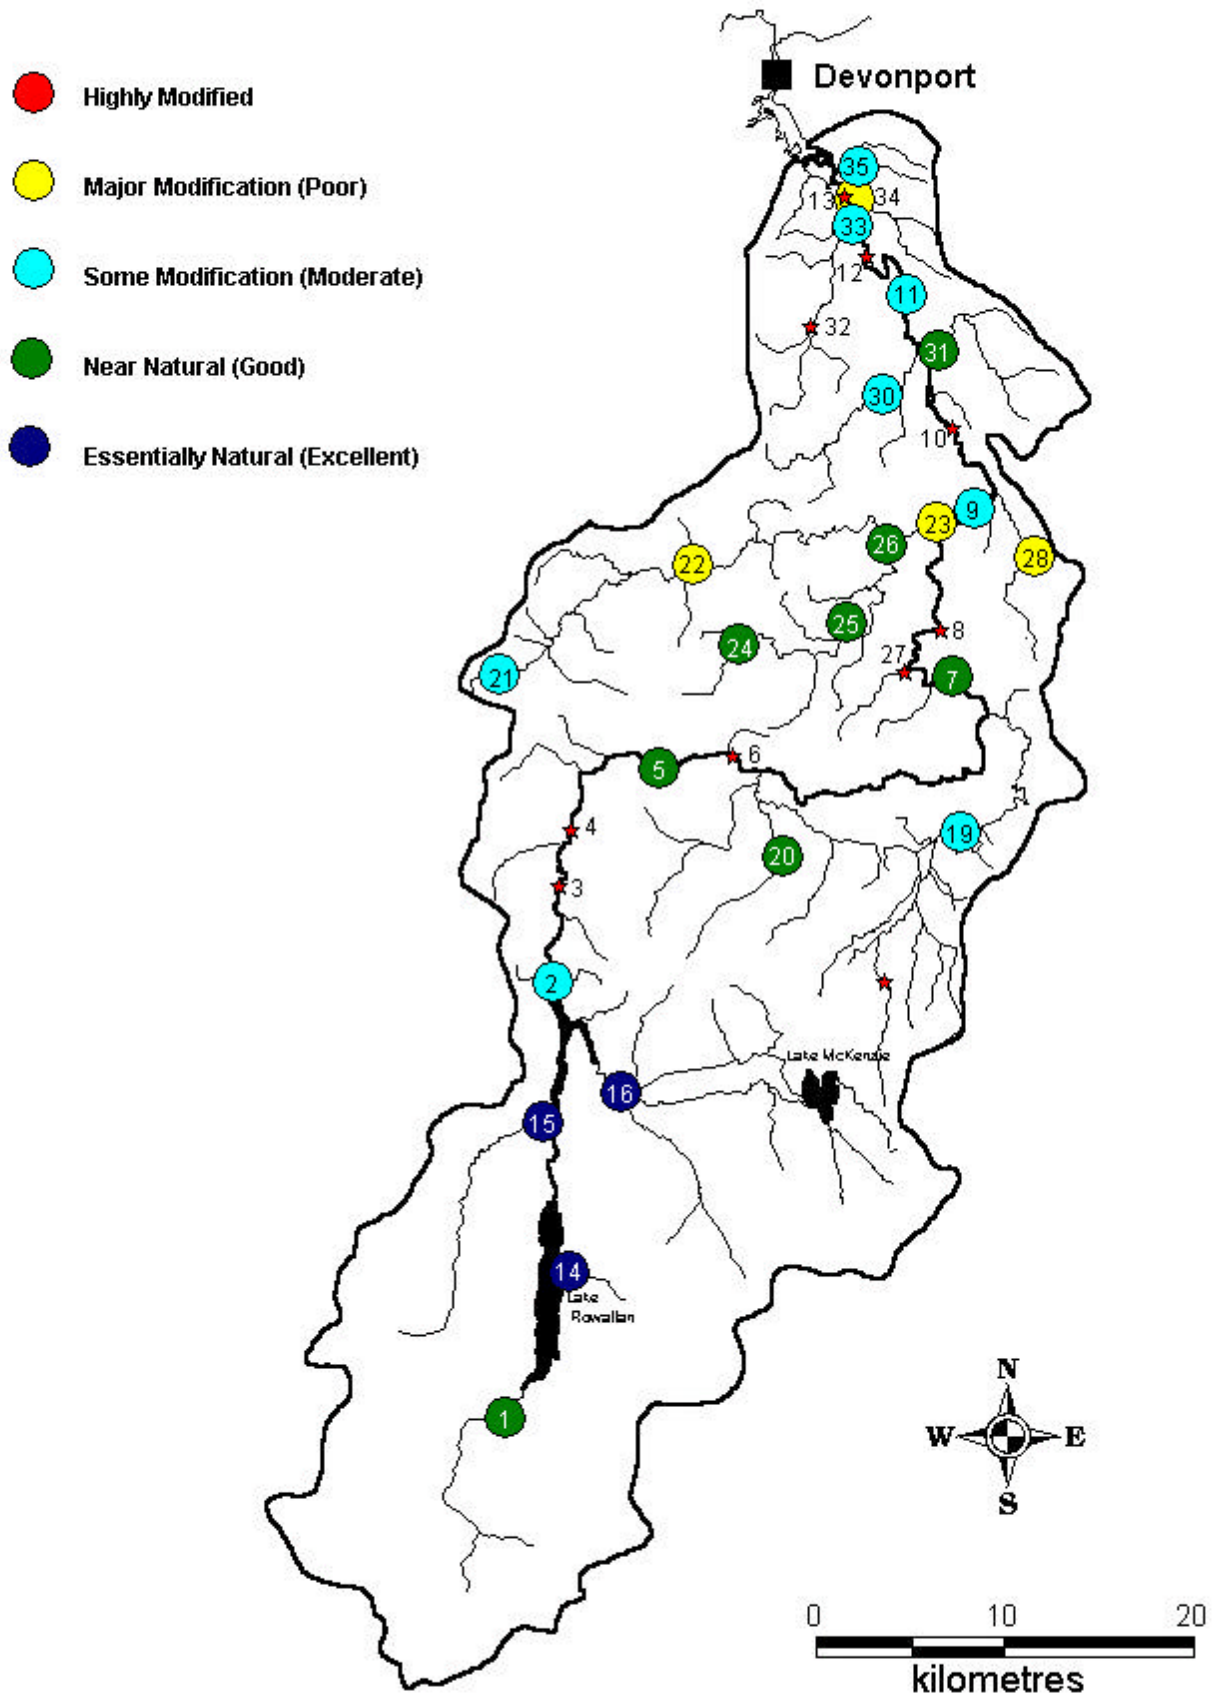 Devonport
Highly Modified
Major Modification (Poor)
Some Modification (Moderate)
Near Natural (Good)
Essentially Natural (Excellent)
35
13
34
33
12
11
32
31
30
10
9
23
26
22
28
25
24
8
27
7
21
6
5
4
19
20
3
2
Lake McKenzie
16
15
14
Lake
Rowallan
1
N
W
E
S
0
10
20
kilometres